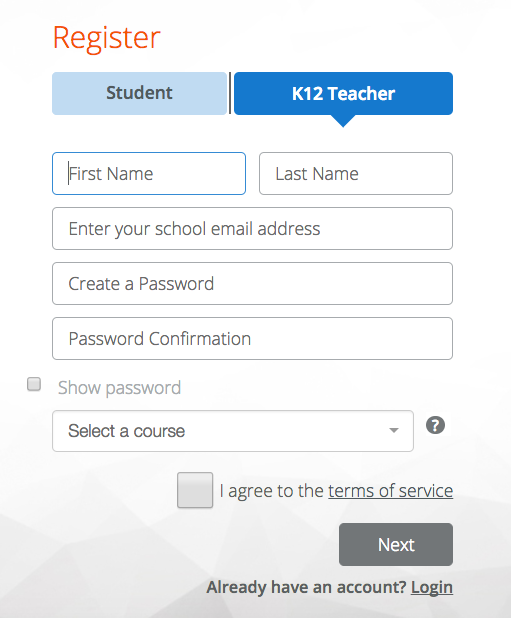 Register
Student K12 Teacher
First Name Last Name
Enter your school email address
Create a Password
Password Confirmation
Show password
Select a course ?
I agree to the terms of service
Next
Already have an account? Login